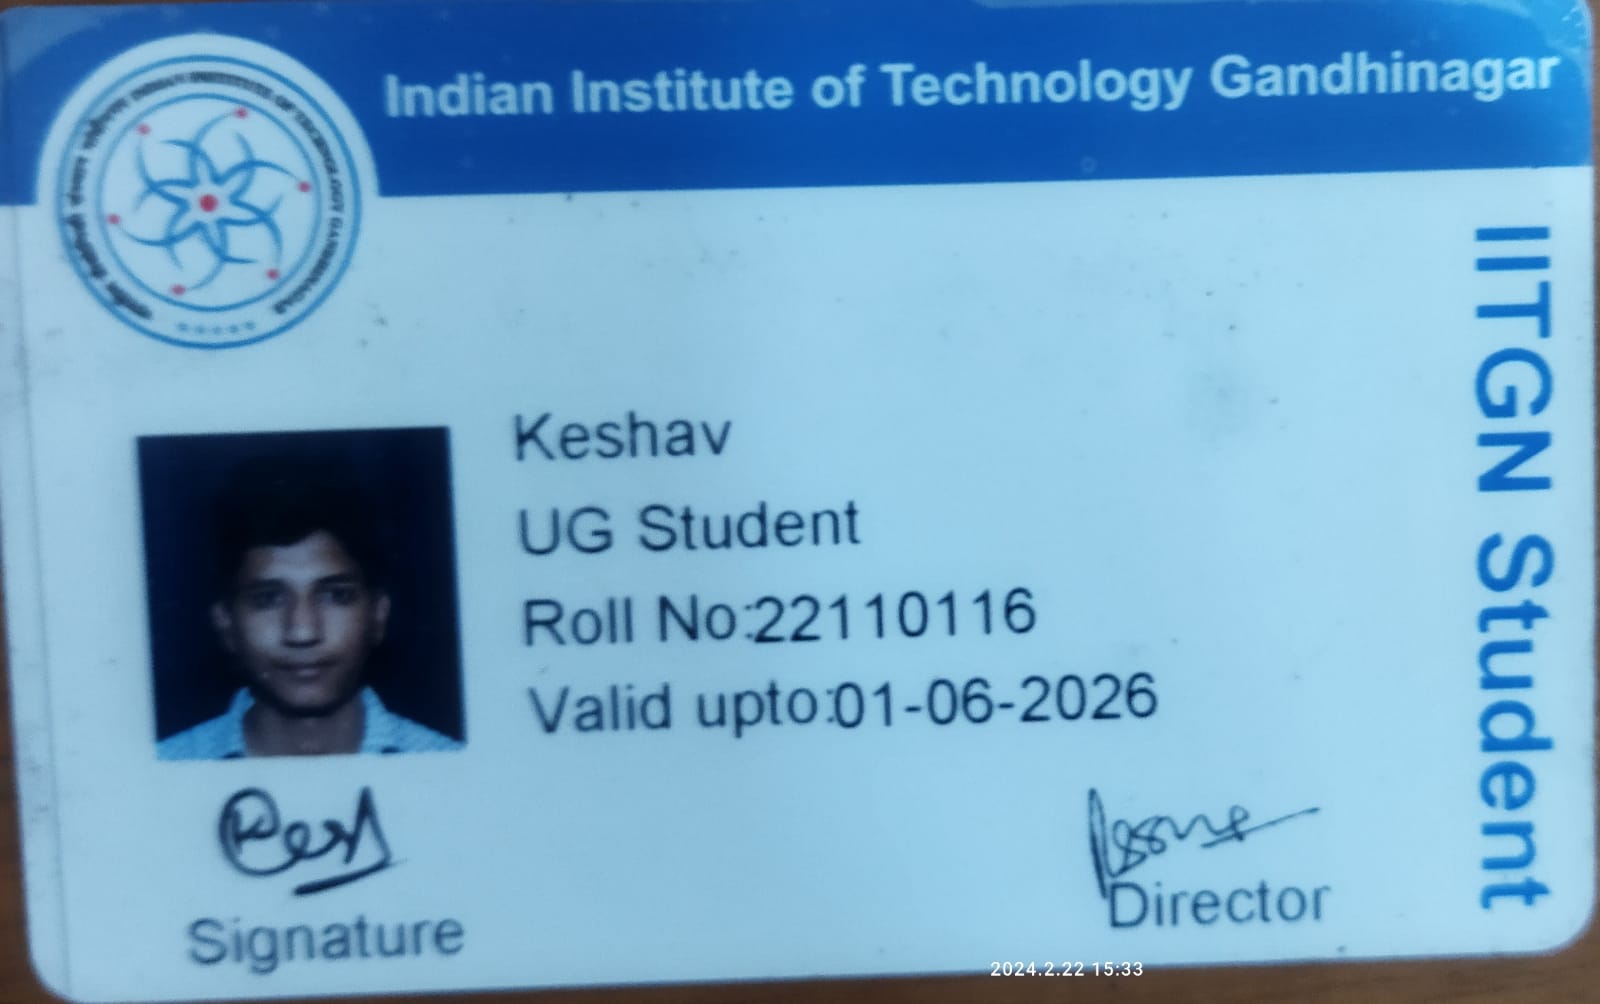 Indian Institute of Technology Gandhinagar
IITGN Student
Keshav
UG Student
Roll No:22110116
Valid upto:01-06-2026
Signature
Director
2024.2.22 15:33